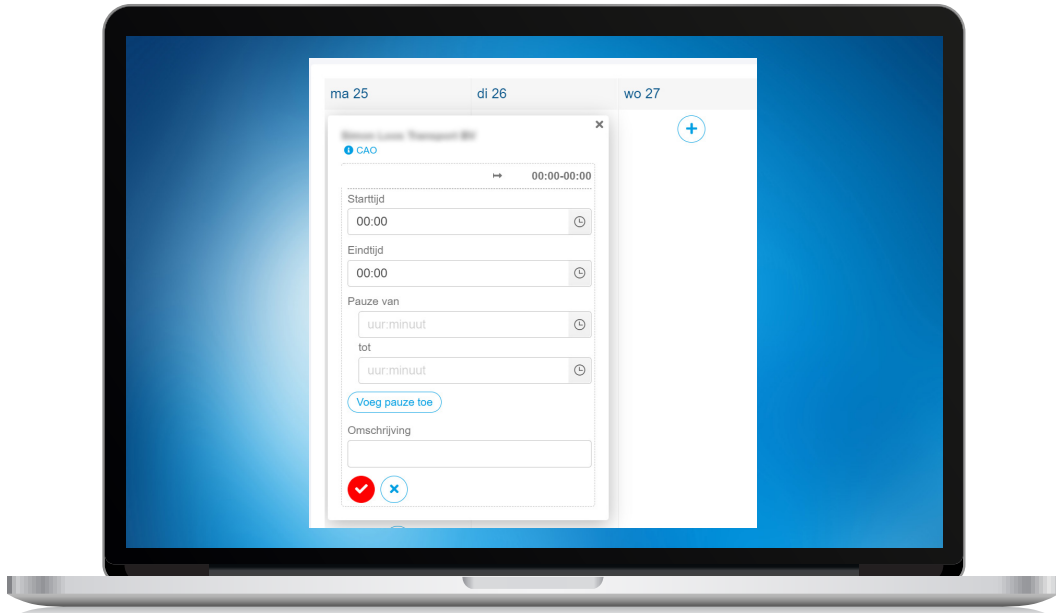 ma 25 di 26 wo 27
CAO
00:00-00:00
Starttijd
00:00
Eindtijd
00:00
Pauze van
uur:minuut
tot
uur:minuut
Voeg pauze toe
Omschrijving